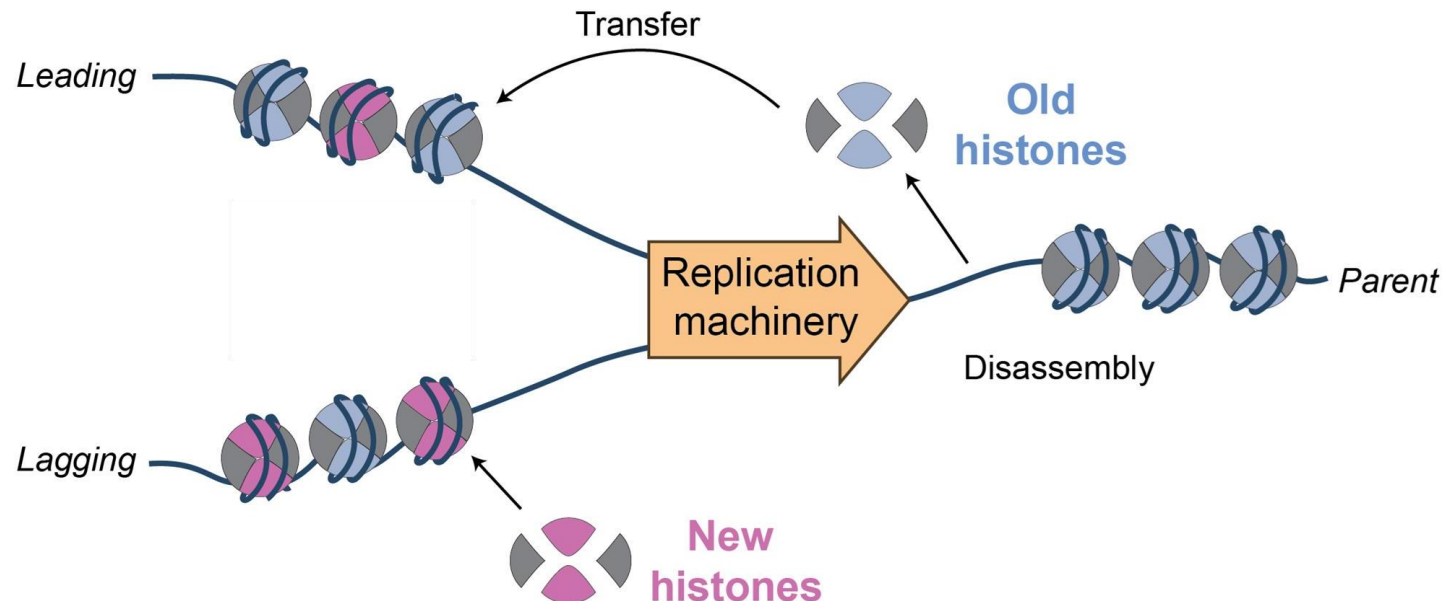 Transfer
Leading
Old
histones
Replication
machinery
Parent
Disassembly
Lagging
New
histones